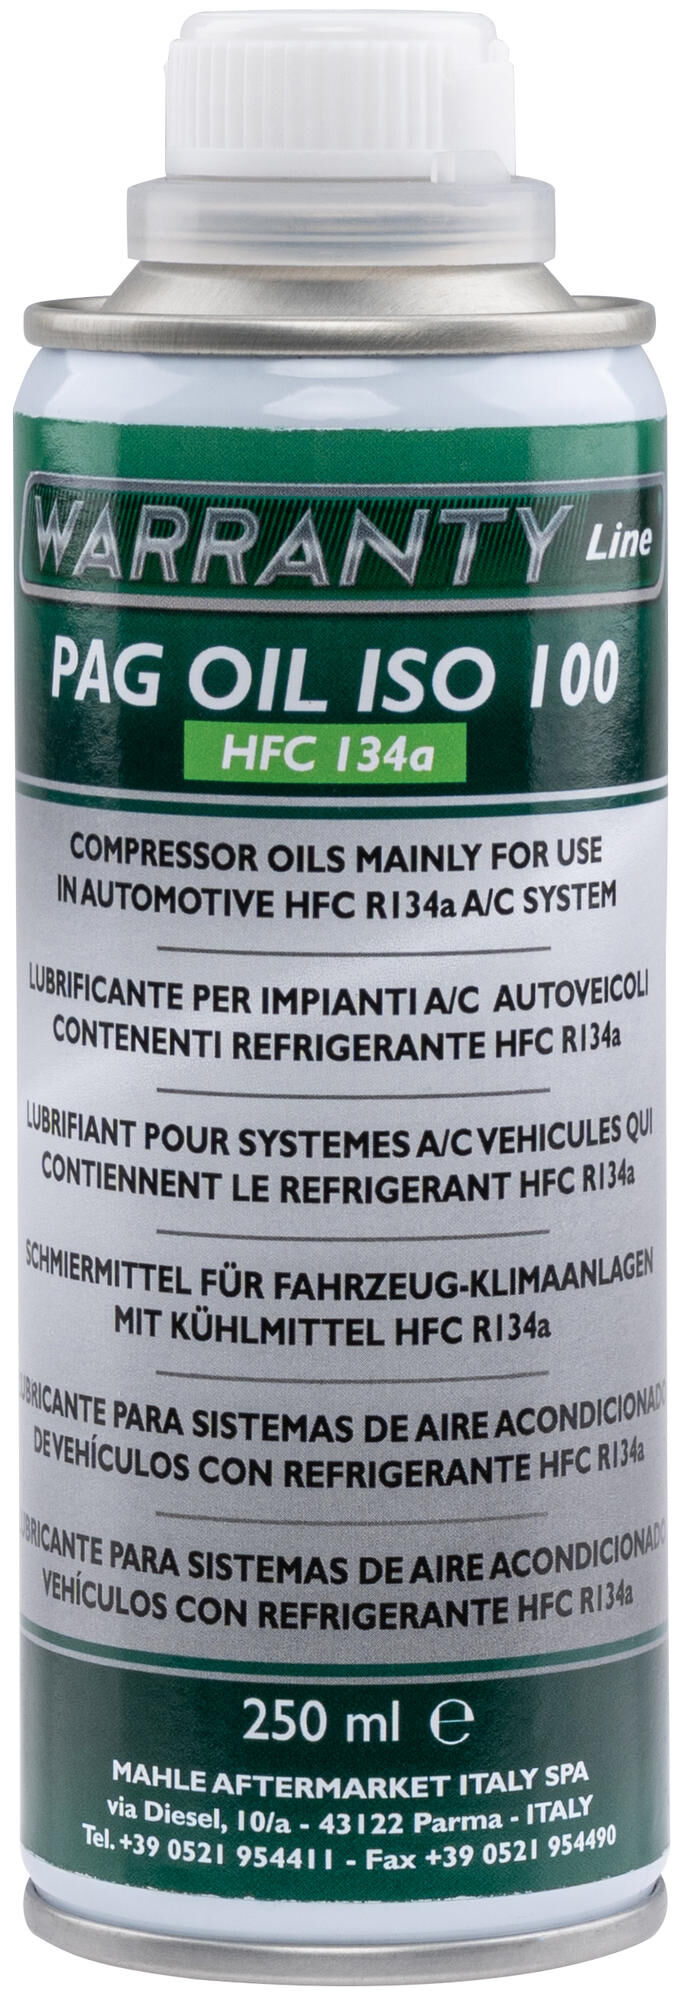 WARRANTY Line
PAG OIL ISO 100
HFC 134a
COMPRESSOR OILS MAINLY FOR USE
IN AUTOMOTIVE HFC R134a A/C SYSTEM
LUBRIFICANTE PER IMPIANTI A/C AUTOVEICOLI
CONTENENTI REFRIGERANTE HFC R134a
LUBRIFIANT POUR SYSTEMES A/C VEHICULES QUI
CONTIENNENT LE REFRIGERANT HFC R134a
SCHMIERMITTEL FÜR FAHRZEUG-KLIMAANLAGEN
MIT KÜHLMITTEL HFC R134a
LUBRICANTE PARA SISTEMAS DE AIRE ACONDICIONADO
DE VEHÍCULOS CON REFRIGERANTE HFC R134a
LUBRICANTE PARA SISTEMAS DE AIRE ACONDICIONADO
VEHÍCULOS CON REFRIGERANTE HFC R134a
250 ml ℮
MAHLE AFTERMARKET ITALY SPA
via Diesel, 10/a - 43122 Parma - ITALY
Tel. +39 0521 954411 - Fax +39 0521 954490